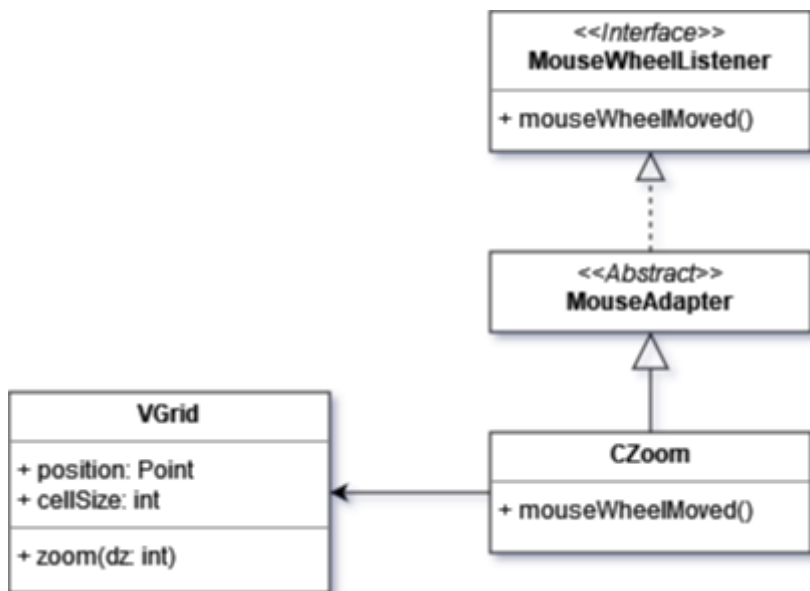 <<Interface>>
MouseWheelListener
+ mouseWheelMoved()
<<Abstract>>
MouseAdapter
VGrid
+ position: Point
+ cellSize: int
+ zoom(dz: int)
CZoom
+ mouseWheelMoved()